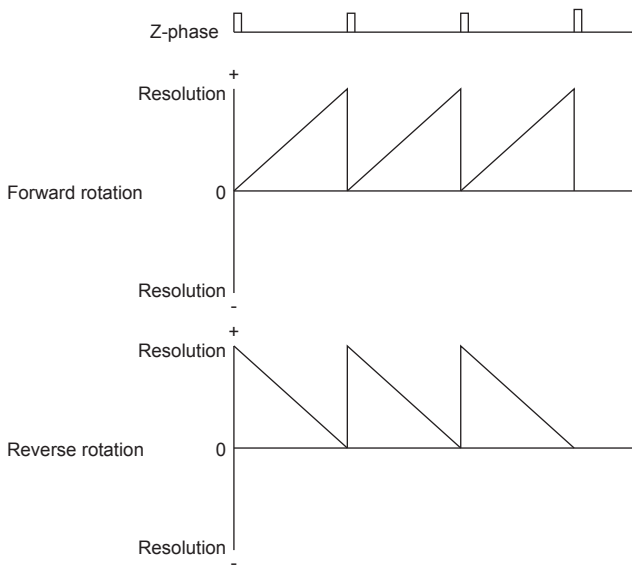 Z-phase
+
Resolution
Forward rotation 0
Resolution
-
+
Resolution
Reverse rotation 0
Resolution
-